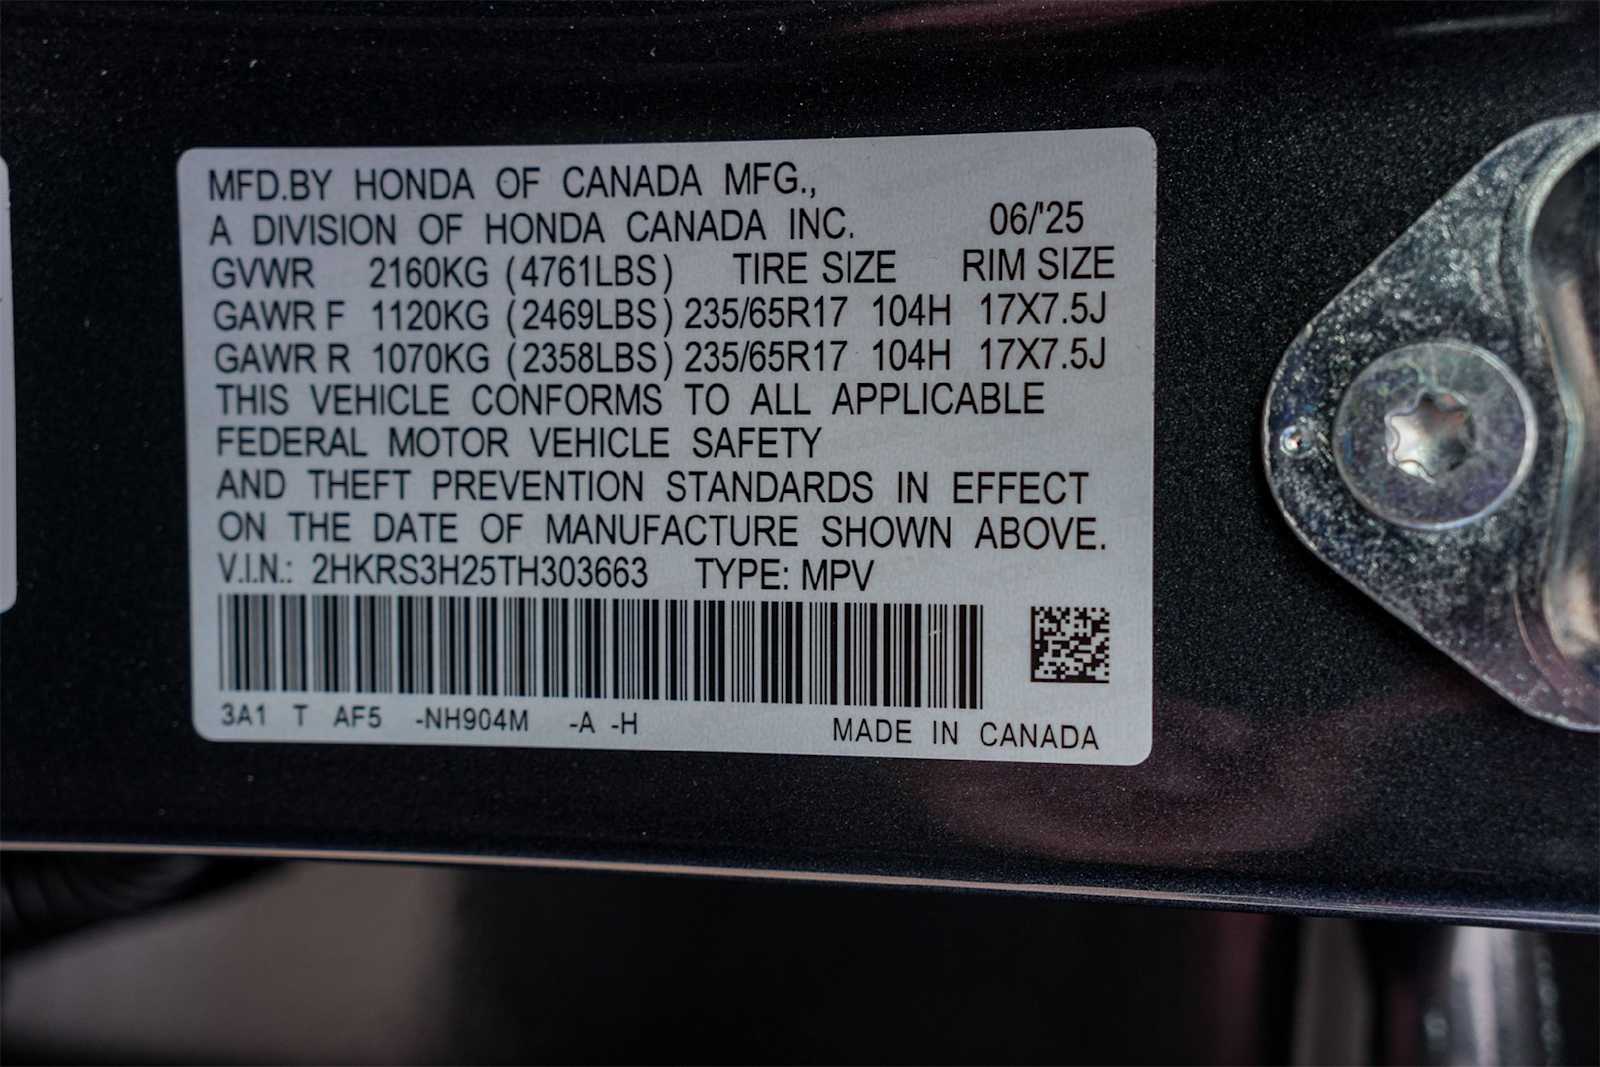 MFD.BY HONDA OF CANADA MFG.,
A DIVISION OF HONDA CANADA INC. 06/'25
GVWR 2160KG (4761LBS) TIRE SIZE RIM SIZE
GAWR F 1120KG (2469LBS) 235/65R17 104H 17X7.5J
GAWR R 1070KG (2358LBS) 235/65R17 104H 17X7.5J
THIS VEHICLE CONFORMS TO ALL APPLICABLE
FEDERAL MOTOR VEHICLE SAFETY
AND THEFT PREVENTION STANDARDS IN EFFECT
ON THE DATE OF MANUFACTURE SHOWN ABOVE.
V.I.N.: 2HKRS3H25TH303663 TYPE: MPV
3A1 T AF5 -NH904M -A -H MADE IN CANADA